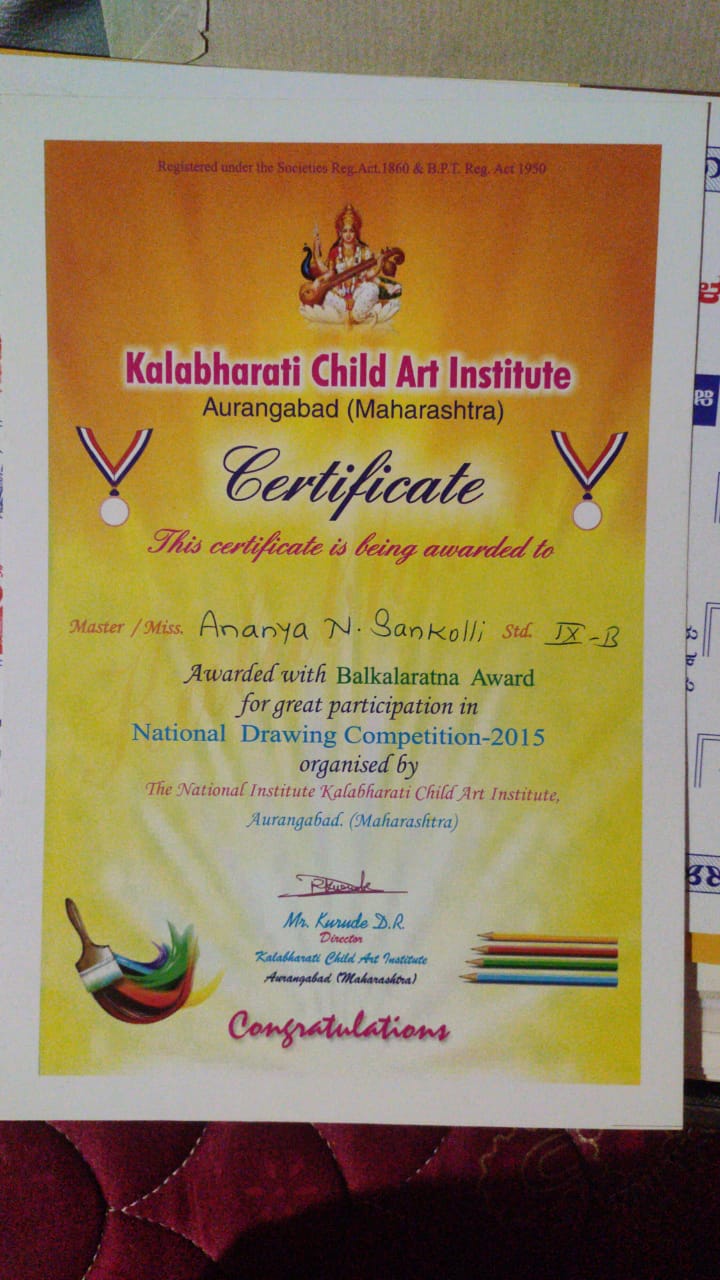 Registered under the Societies Reg.Act.1860 & B.P.T. Reg. Act 1950
Kalabharati Child Art Institute
Aurangabad (Maharashtra)
Certificate
This certificate is being awarded to
Master / Miss. Ananya N. Sankolli Std. IX-B
Awarded with Balkalaratna Award
for great participation in
National Drawing Competition-2015
organised by
The National Institute Kalabharati Child Art Institute,
Aurangabad. (Maharashtra)
RKurude
Mr. Kurude D.R.
Director
Kalabharati Child Art Institute
Aurangabad (Maharashtra)
Congratulations